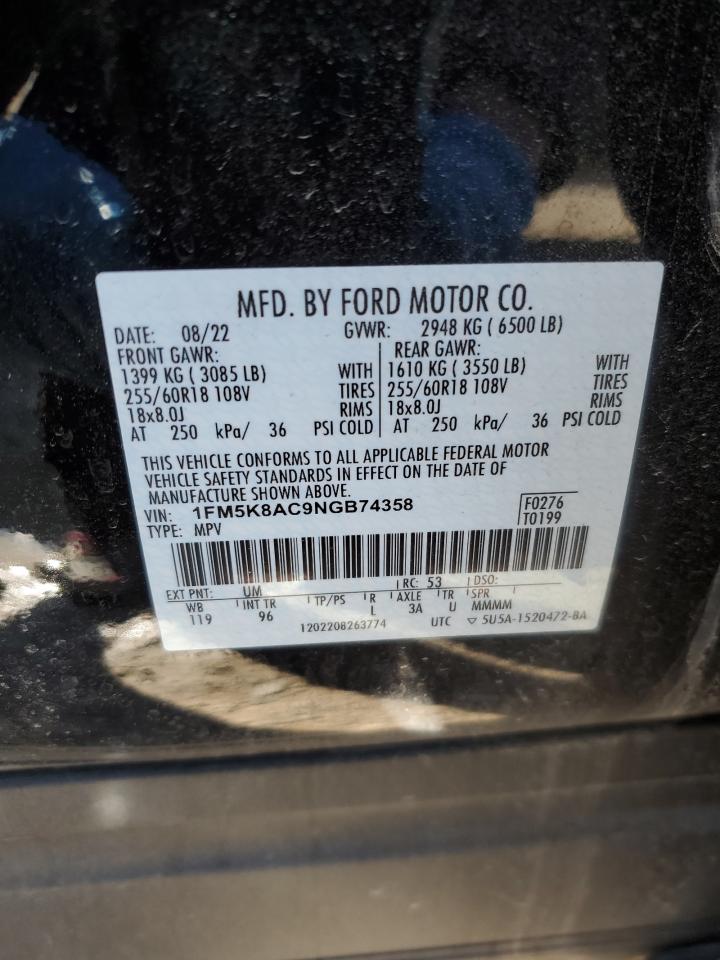 MFD. BY FORD MOTOR CO.
DATE: 08/22 GVWR: 2948 KG ( 6500 LB)
FRONT GAWR: REAR GAWR:
1399 KG ( 3085 LB) WITH 1610 KG ( 3550 LB) WITH
255/60R18 108V TIRES 255/60R18 108V TIRES
18x8.0J RIMS 18x8.0J RIMS
AT 250 kPa/ 36 PSI COLD AT 250 kPa/ 36 PSI COLD
THIS VEHICLE CONFORMS TO ALL APPLICABLE FEDERAL MOTOR
VEHICLE SAFETY STANDARDS IN EFFECT ON THE DATE OF
MANUFACTURE SHOWN ABOVE.
VIN: 1FM5K8AC9NGB74358 F0276
TYPE: MPV T0199
EXT PNT: UM RC: 53 DSO:
WB INT TR TP/PS R AXLE TR SPR
119 96 L 3A U MMMM
1202208263774 UTC ▽ 5U5A-1520472-BA